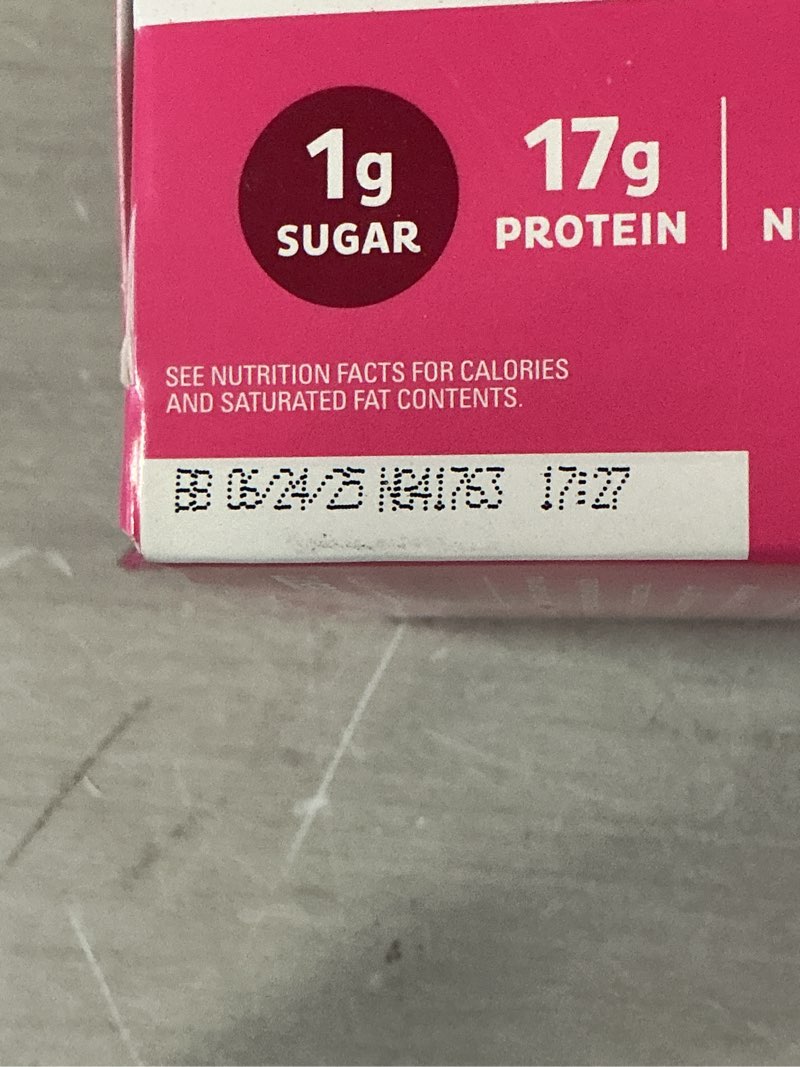 1g
SUGAR
17g
PROTEIN
SEE NUTRITION FACTS FOR CALORIES
AND SATURATED FAT CONTENTS.
BB 06/24/25 17:27